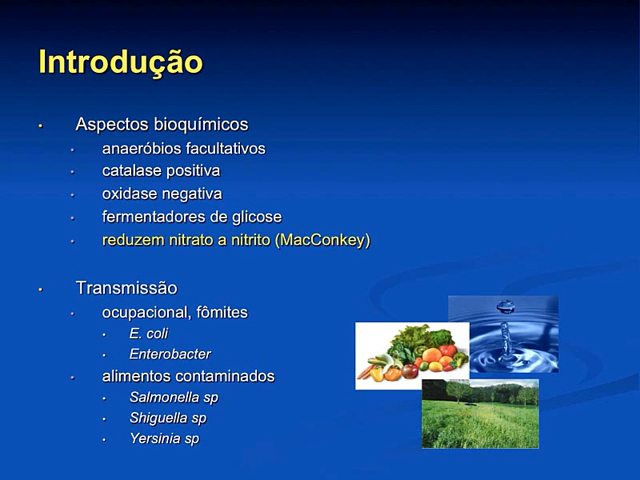 Introdução
• Aspectos bioquímicos
• anaeróbios facultativos
• catalase positiva
• oxidase negativa
• fermentadores de glicose
• reduzem nitrato a nitrito (MacConkey)
• Transmissão
• ocupacional, fômites
• E. coli
• Enterobacter
• alimentos contaminados
• Salmonella sp
• Shiguella sp
• Yersinia sp